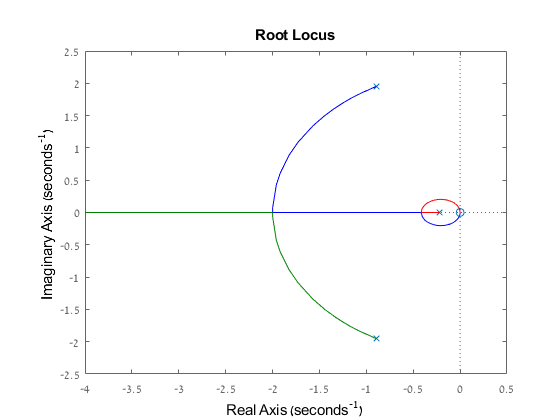 Root Locus
2.5
2
1.5
1
0.5
0
-0.5
-1
-1.5
-2
-2.5
-4 -3.5 -3 -2.5 -2 -1.5 -1 -0.5 0 0.5
Real Axis (seconds⁻¹)
Imaginary Axis (seconds⁻¹)